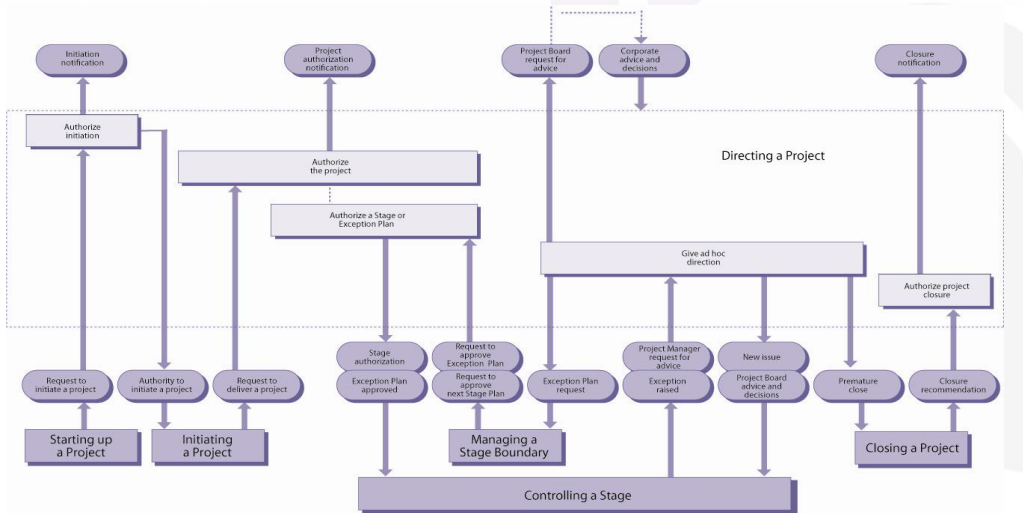 Initiation
notification
Project
authorization
notification
Project Board
request for
advice
Corporate
advice and
decisions
Closure
notification
Authorize
initiation
Authorize
the project
Directing a Project
Authorize a Stage or
Exception Plan
Give ad hoc
direction
Authorize project
closure
Stage
authorization
Request to
approve
Exception Plan
Project Manager
request for
advice
New issue
Request to
initiate a project
Authority to
initiate a project
Request to
deliver a project
Exception Plan
approved
Request to
approve
next Stage Plan
Exception Plan
request
Exception
raised
Project Board
advice and
decisions
Premature
close
Closure
recommendation
Starting up
a Project
Initiating
a Project
Managing a
Stage Boundary
Closing a Project
Controlling a Stage